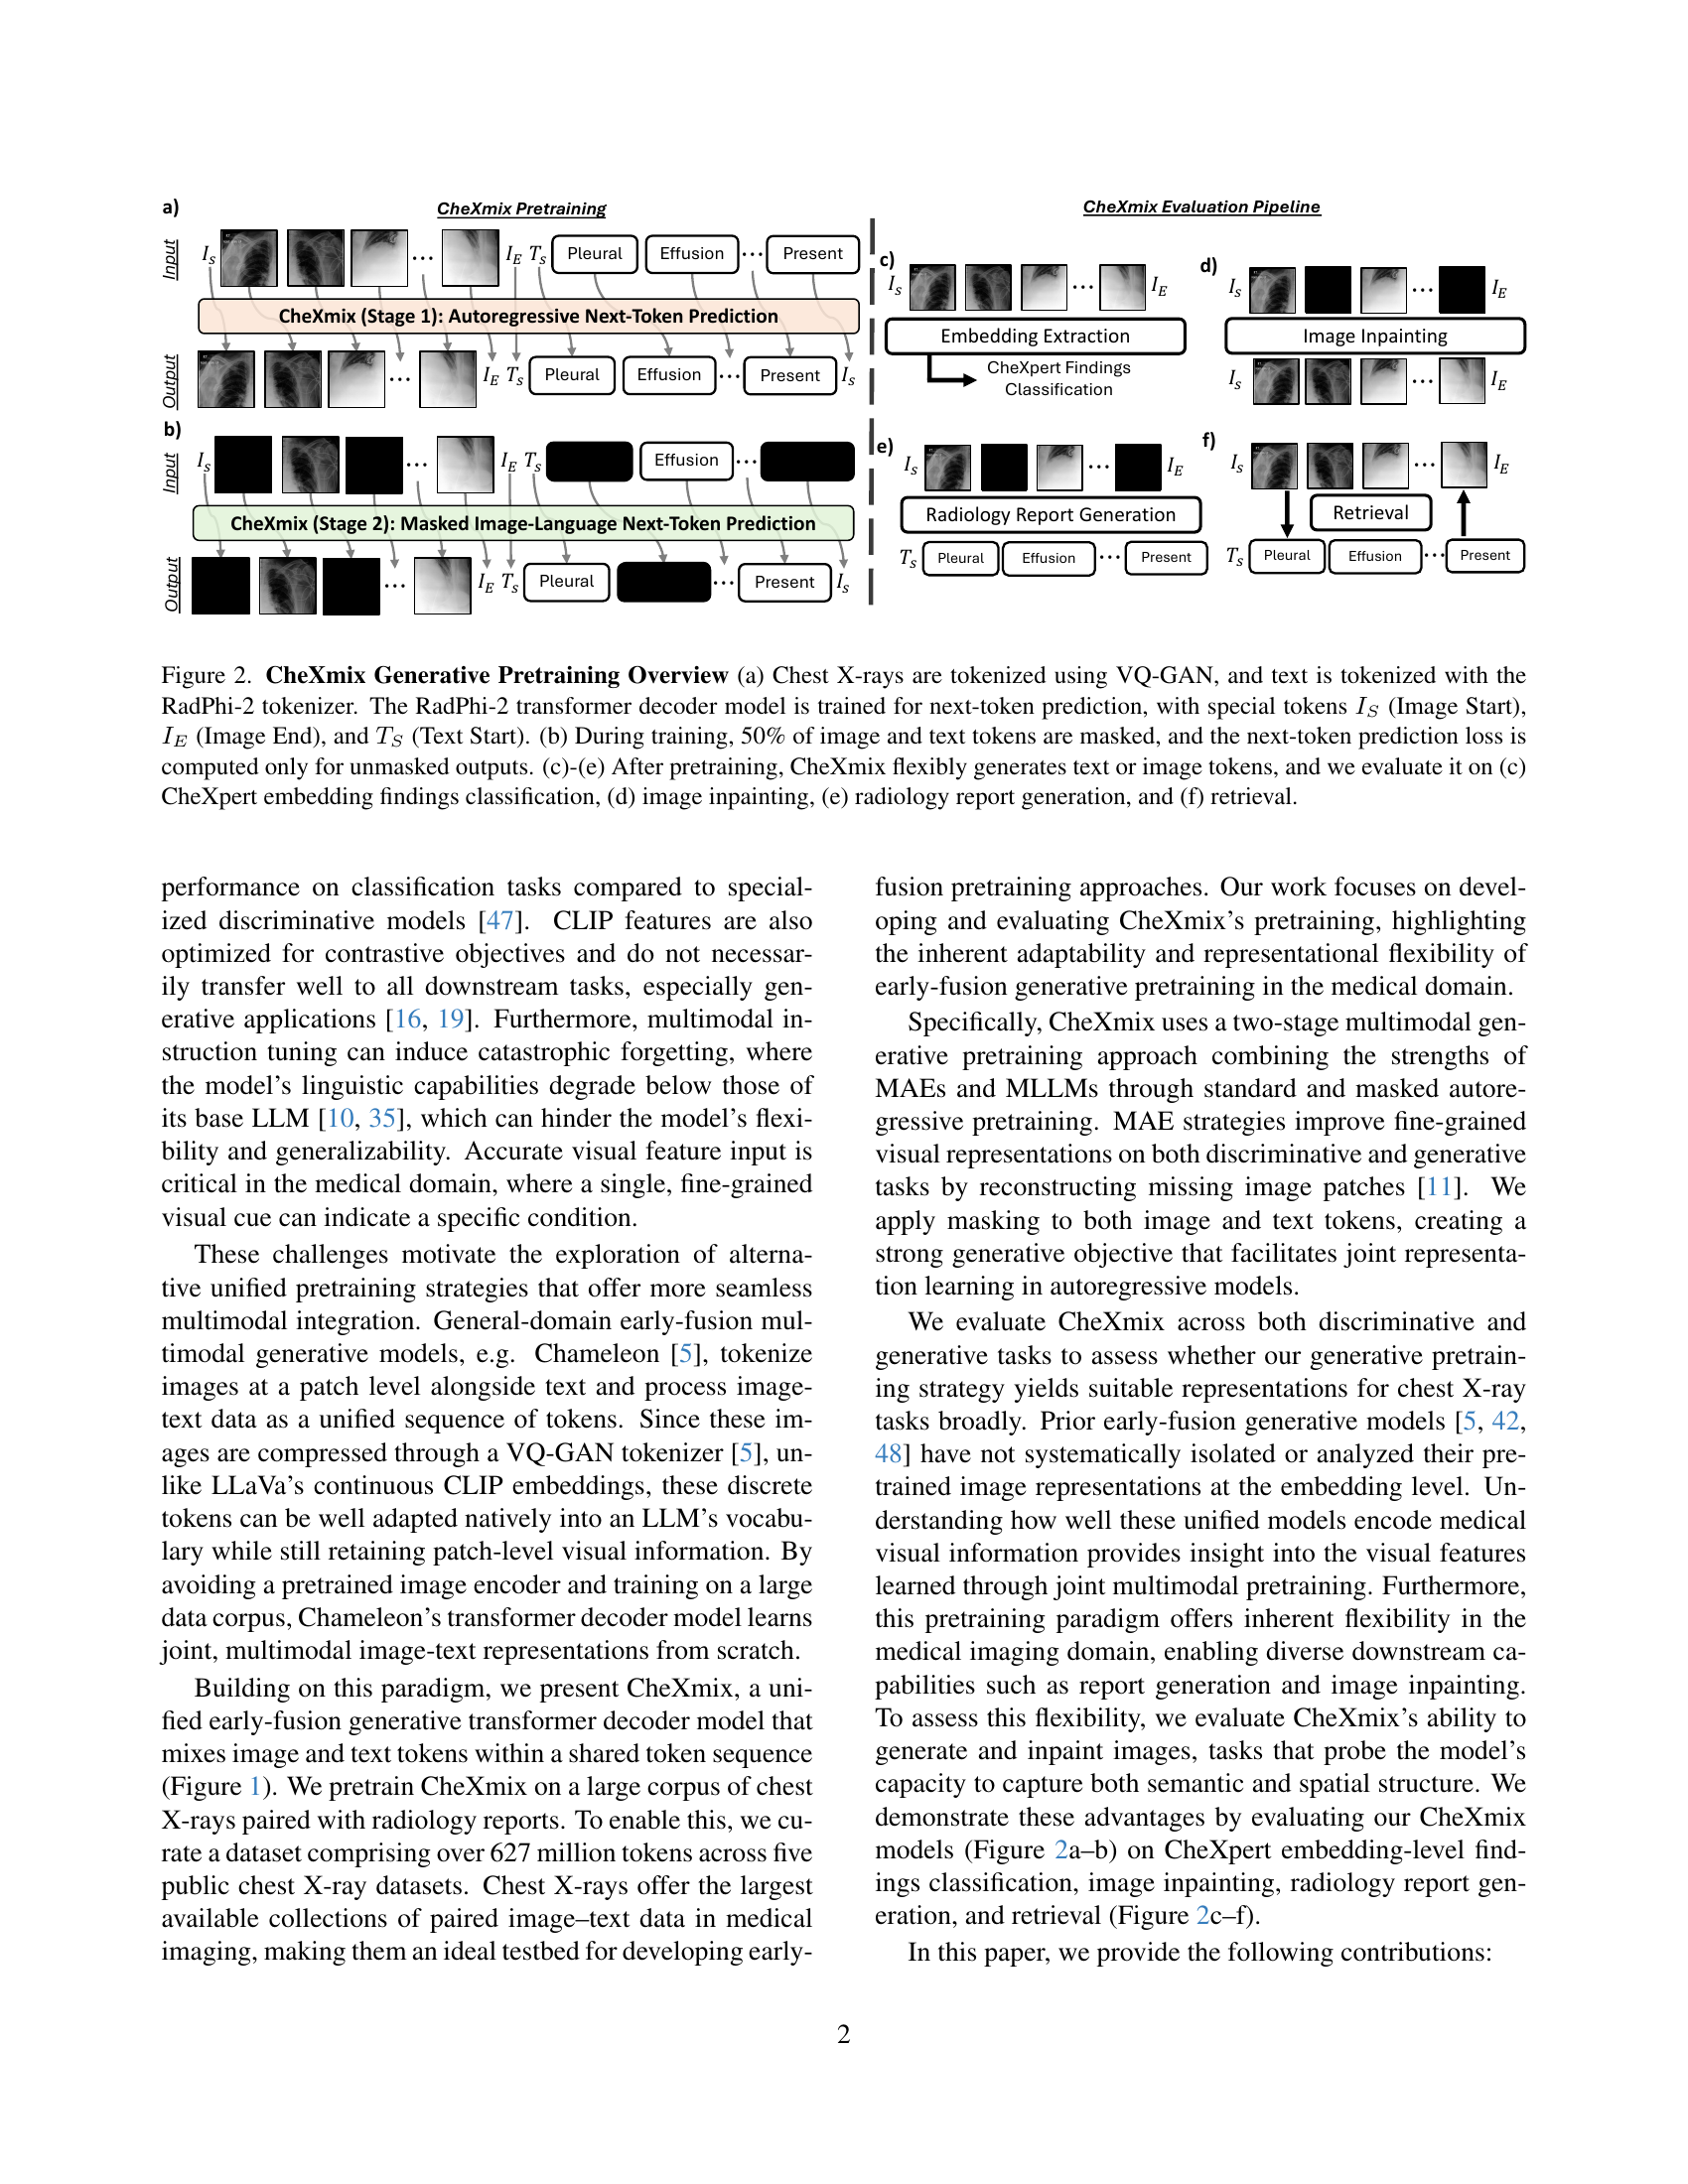 a)
CheXmix Pretraining
Input
I_s
I_E T_s Pleural Effusion ... Present
CheXmix (Stage 1): Autoregressive Next-Token Prediction
Output
I_E T_s Pleural Effusion ... Present I_s
b)
Input
I_s
I_E T_s Effusion ...
CheXmix (Stage 2): Masked Image-Language Next-Token Prediction
Output
I_E T_s Pleural ... Present I_s
CheXmix Evaluation Pipeline
c)
I_s ... I_E
Embedding Extraction
CheXpert Findings
Classification
d)
I_s ... I_E
Image Inpainting
I_s ... I_E
e)
I_s ... I_E
Radiology Report Generation
T_s Pleural Effusion ... Present
f)
I_s ... I_E
Retrieval
T_s Pleural Effusion ... Present
Figure 2. CheXmix Generative Pretraining Overview (a) Chest X-rays are tokenized using VQ-GAN, and text is tokenized with the
RadPhi-2 tokenizer. The RadPhi-2 transformer decoder model is trained for next-token prediction, with special tokens I_S (Image Start),
I_E (Image End), and T_S (Text Start). (b) During training, 50% of image and text tokens are masked, and the next-token prediction loss is
computed only for unmasked outputs. (c)-(e) After pretraining, CheXmix flexibly generates text or image tokens, and we evaluate it on (c)
CheXpert embedding findings classification, (d) image inpainting, (e) radiology report generation, and (f) retrieval.
performance on classification tasks compared to special-
ized discriminative models [47]. CLIP features are also
optimized for contrastive objectives and do not necessar-
ily transfer well to all downstream tasks, especially gen-
erative applications [16, 19]. Furthermore, multimodal in-
struction tuning can induce catastrophic forgetting, where
the model's linguistic capabilities degrade below those of
its base LLM [10, 35], which can hinder the model's flexi-
bility and generalizability. Accurate visual feature input is
critical in the medical domain, where a single, fine-grained
visual cue can indicate a specific condition.
These challenges motivate the exploration of alterna-
tive unified pretraining strategies that offer more seamless
multimodal integration. General-domain early-fusion mul-
timodal generative models, e.g. Chameleon [5], tokenize
images at a patch level alongside text and process image-
text data as a unified sequence of tokens. Since these im-
ages are compressed through a VQ-GAN tokenizer [5], un-
like LLaVa's continuous CLIP embeddings, these discrete
tokens can be well adapted natively into an LLM's vocabu-
lary while still retaining patch-level visual information. By
avoiding a pretrained image encoder and training on a large
data corpus, Chameleon's transformer decoder model learns
joint, multimodal image-text representations from scratch.
Building on this paradigm, we present CheXmix, a uni-
fied early-fusion generative transformer decoder model that
mixes image and text tokens within a shared token sequence
(Figure 1). We pretrain CheXmix on a large corpus of chest
X-rays paired with radiology reports. To enable this, we cu-
rate a dataset comprising over 627 million tokens across five
public chest X-ray datasets. Chest X-rays offer the largest
available collections of paired image–text data in medical
imaging, making them an ideal testbed for developing early-
fusion pretraining approaches. Our work focuses on devel-
oping and evaluating CheXmix's pretraining, highlighting
the inherent adaptability and representational flexibility of
early-fusion generative pretraining in the medical domain.
Specifically, CheXmix uses a two-stage multimodal gen-
erative pretraining approach combining the strengths of
MAEs and MLLMs through standard and masked autore-
gressive pretraining. MAE strategies improve fine-grained
visual representations on both discriminative and generative
tasks by reconstructing missing image patches [11]. We
apply masking to both image and text tokens, creating a
strong generative objective that facilitates joint representa-
tion learning in autoregressive models.
We evaluate CheXmix across both discriminative and
generative tasks to assess whether our generative pretrain-
ing strategy yields suitable representations for chest X-ray
tasks broadly. Prior early-fusion generative models [5, 42,
48] have not systematically isolated or analyzed their pre-
trained image representations at the embedding level. Un-
derstanding how well these unified models encode medical
visual information provides insight into the visual features
learned through joint multimodal pretraining. Furthermore,
this pretraining paradigm offers inherent flexibility in the
medical imaging domain, enabling diverse downstream ca-
pabilities such as report generation and image inpainting.
To assess this flexibility, we evaluate CheXmix's ability to
generate and inpaint images, tasks that probe the model's
capacity to capture both semantic and spatial structure. We
demonstrate these advantages by evaluating our CheXmix
models (Figure 2a–b) on CheXpert embedding-level find-
ings classification, image inpainting, radiology report gen-
eration, and retrieval (Figure 2c–f).
In this paper, we provide the following contributions:
2